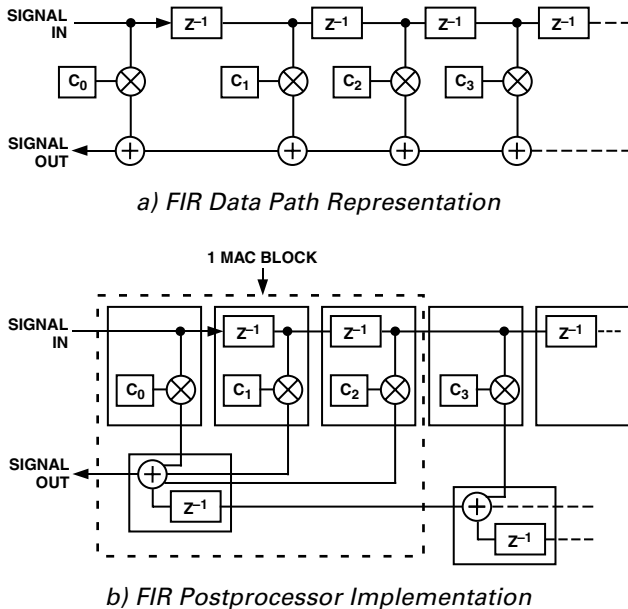 SIGNAL
IN
Z⁻¹ Z⁻¹ Z⁻¹ Z⁻¹
C₀ C₁ C₂ C₃
SIGNAL
OUT
a) FIR Data Path Representation
1 MAC BLOCK
SIGNAL
IN
Z⁻¹ Z⁻¹ Z⁻¹
C₀ C₁ C₂ C₃
SIGNAL
OUT
Z⁻¹
Z⁻¹
b) FIR Postprocessor Implementation